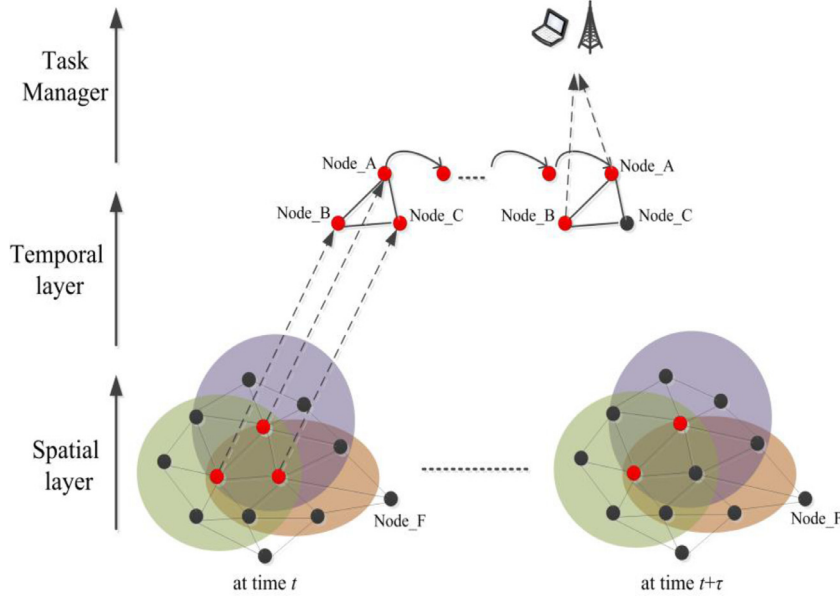 Task
Manager
Node_A
Node_A
Node_B
Node_C
Node_B
Node_C
Temporal
layer
Spatial
layer
Node_F
Node_F
at time t
at time t+τ